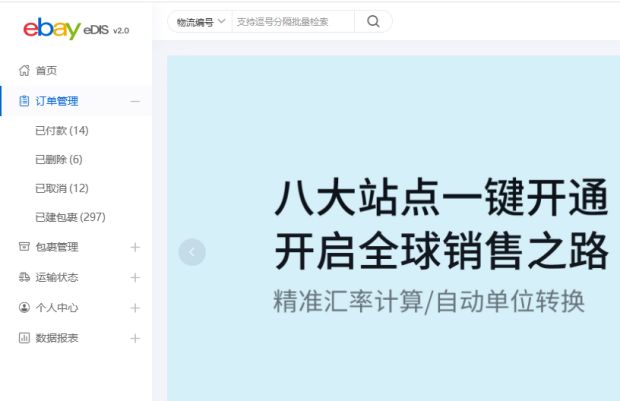 ebay eDIS v2.0
物流编号 支持逗号分隔批量检索
首页
订单管理
已付款 (14)
已删除 (6)
已取消 (12)
已建包裹 (297)
包裹管理
运输状态
个人中心
数据报表
八大站点一键开通
开启全球销售之路
精准汇率计算/自动单位转换